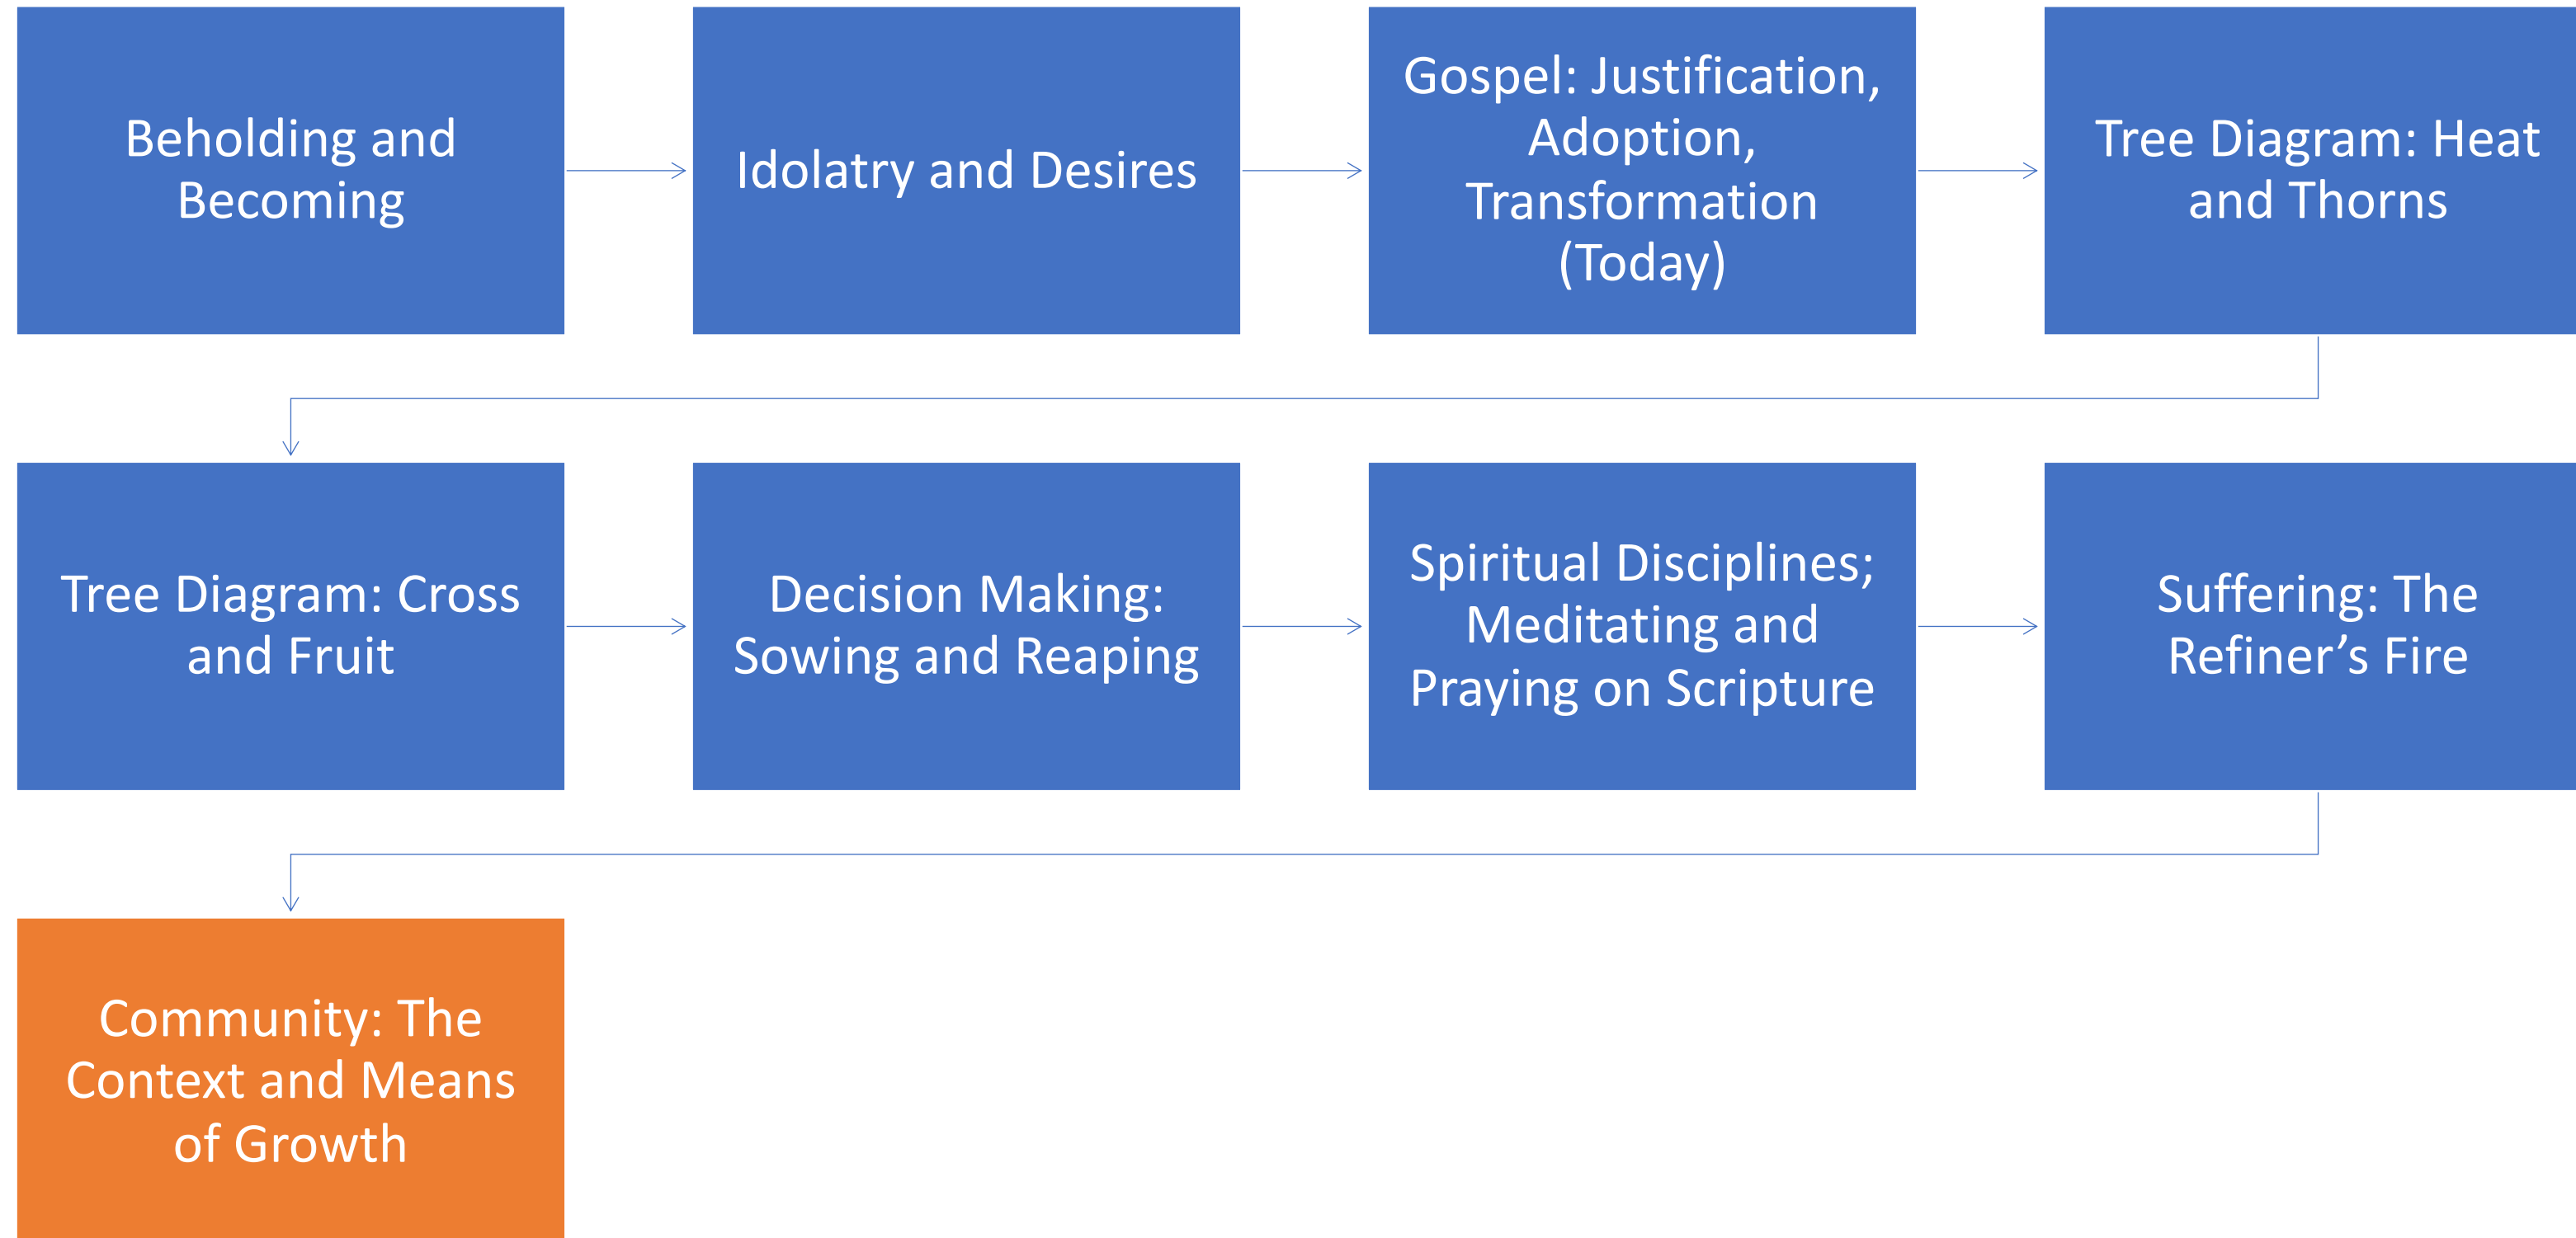 Beholding and
Becoming
Idolatry and Desires
Gospel: Justification,
Adoption,
Transformation
(Today)
Tree Diagram: Heat
and Thorns
Tree Diagram: Cross
and Fruit
Decision Making:
Sowing and Reaping
Spiritual Disciplines;
Meditating and
Praying on Scripture
Suffering: The
Refiner’s Fire
Community: The
Context and Means
of Growth